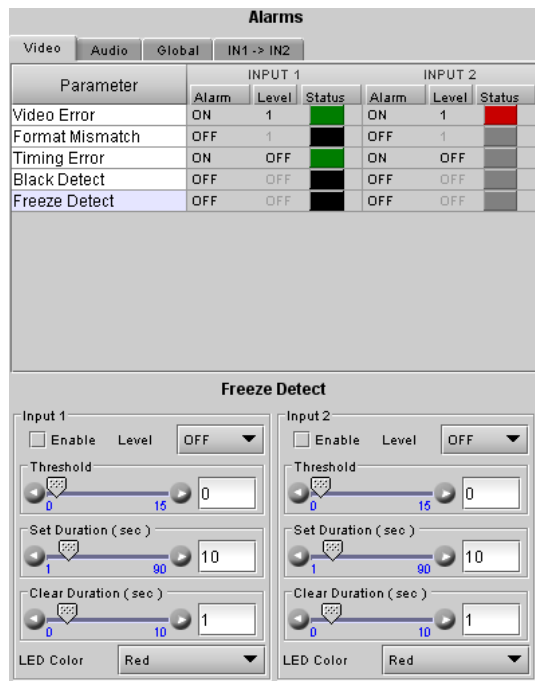 Alarms
Video Audio Global IN1 -> IN2
Parameter INPUT 1 INPUT 2
Alarm Level Status Alarm Level Status
Video Error ON 1 ON 1
Format Mismatch OFF 1 OFF 1
Timing Error ON OFF ON OFF
Black Detect OFF OFF OFF OFF
Freeze Detect OFF OFF OFF OFF
Freeze Detect
Input 1 Input 2
Enable Level OFF Enable Level OFF
Threshold Threshold
0 15 0 0 15 0
Set Duration ( sec ) Set Duration ( sec )
1 90 10 1 90 10
Clear Duration ( sec ) Clear Duration ( sec )
0 10 1 0 10 1
LED Color Red LED Color Red